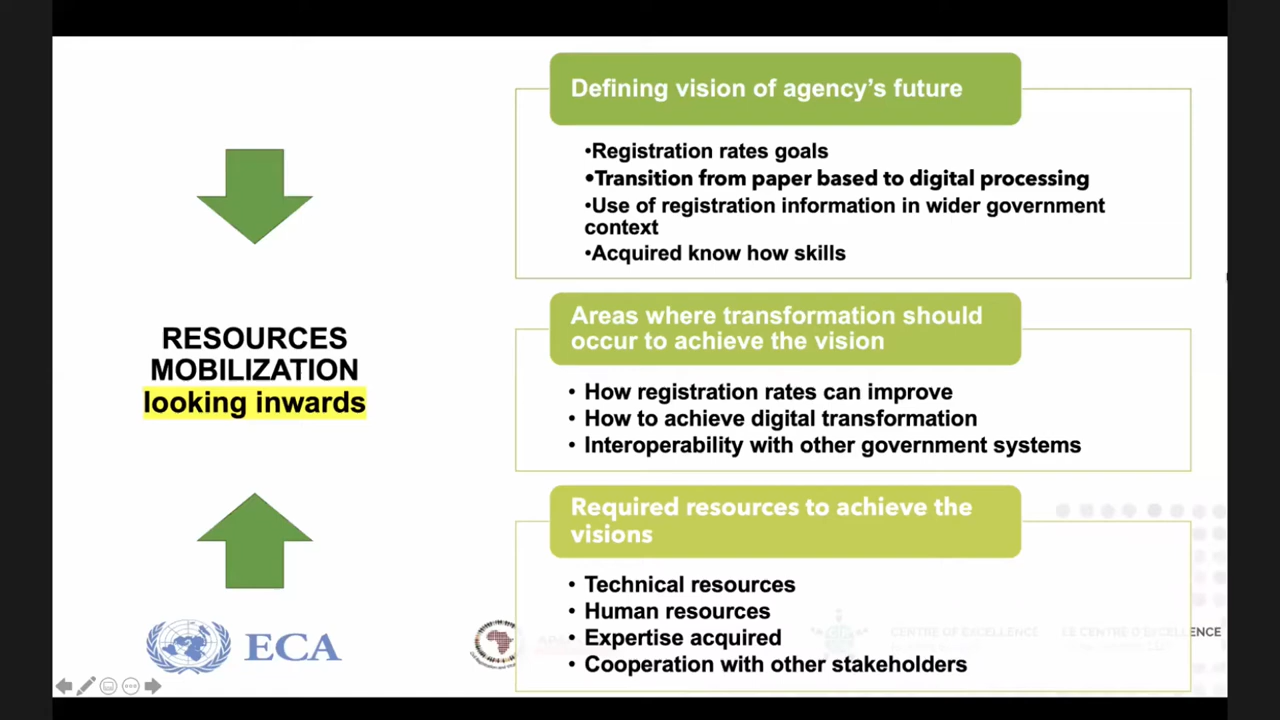 RESOURCES
MOBILIZATION
looking inwards
Defining vision of agency's future
•Registration rates goals
•Transition from paper based to digital processing
•Use of registration information in wider government
context
•Acquired know how skills
Areas where transformation should
occur to achieve the vision
• How registration rates can improve
• How to achieve digital transformation
• Interoperability with other government systems
Required resources to achieve the
visions
• Technical resources
• Human resources
• Expertise acquired
• Cooperation with other stakeholders
ECA
CENTRE OF EXCELLENCE
CENTRE D'EXCELLENCE